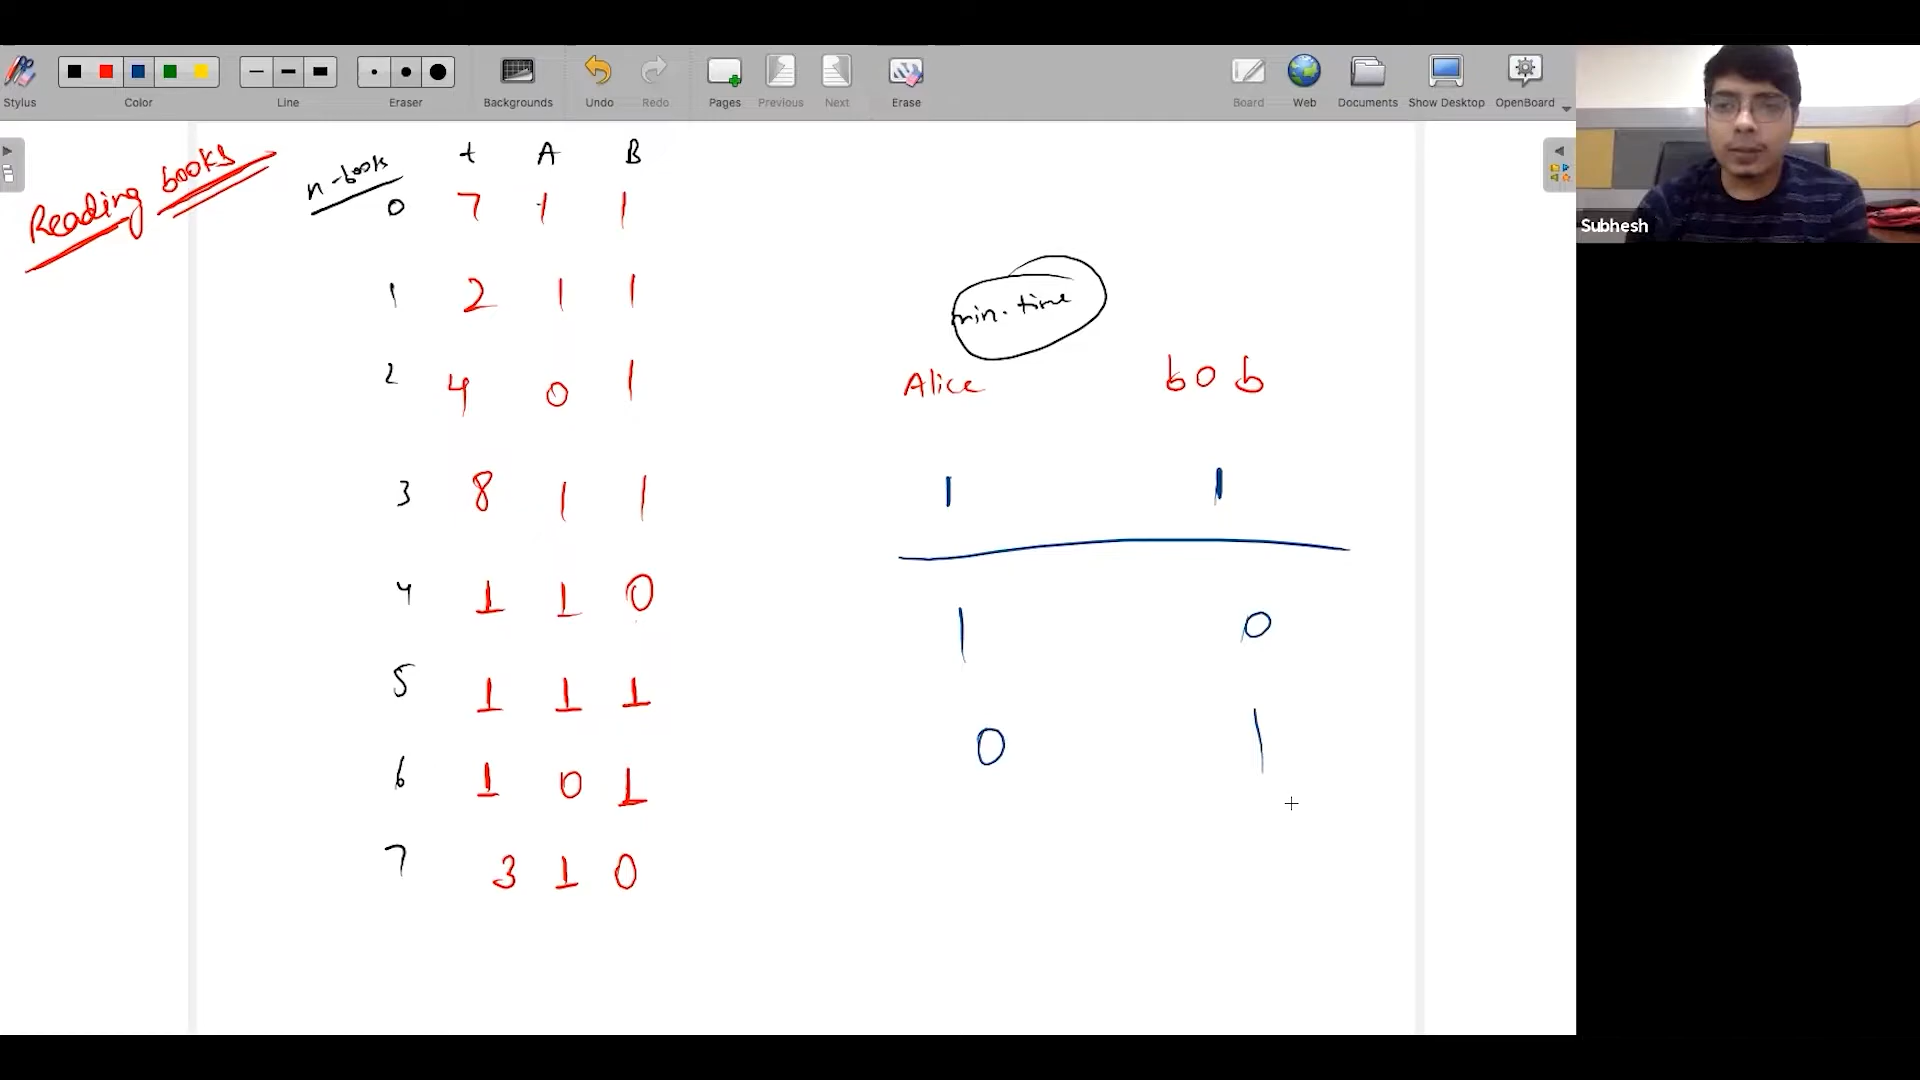 Stylus
Color
Line
Eraser
Backgrounds
Undo
Redo
Pages
Previous
Next
Erase
Board
Web
Documents
Show Desktop
OpenBoard
Subhesh
Reading books
n-books t A B
0 7 1 1
1 2 1 1
2 4 0 1
3 8 1 1
4 1 1 0
5 1 1 1
6 1 0 1
7 3 1 0
min. time
Alice bob
1 1
1 0
0 1